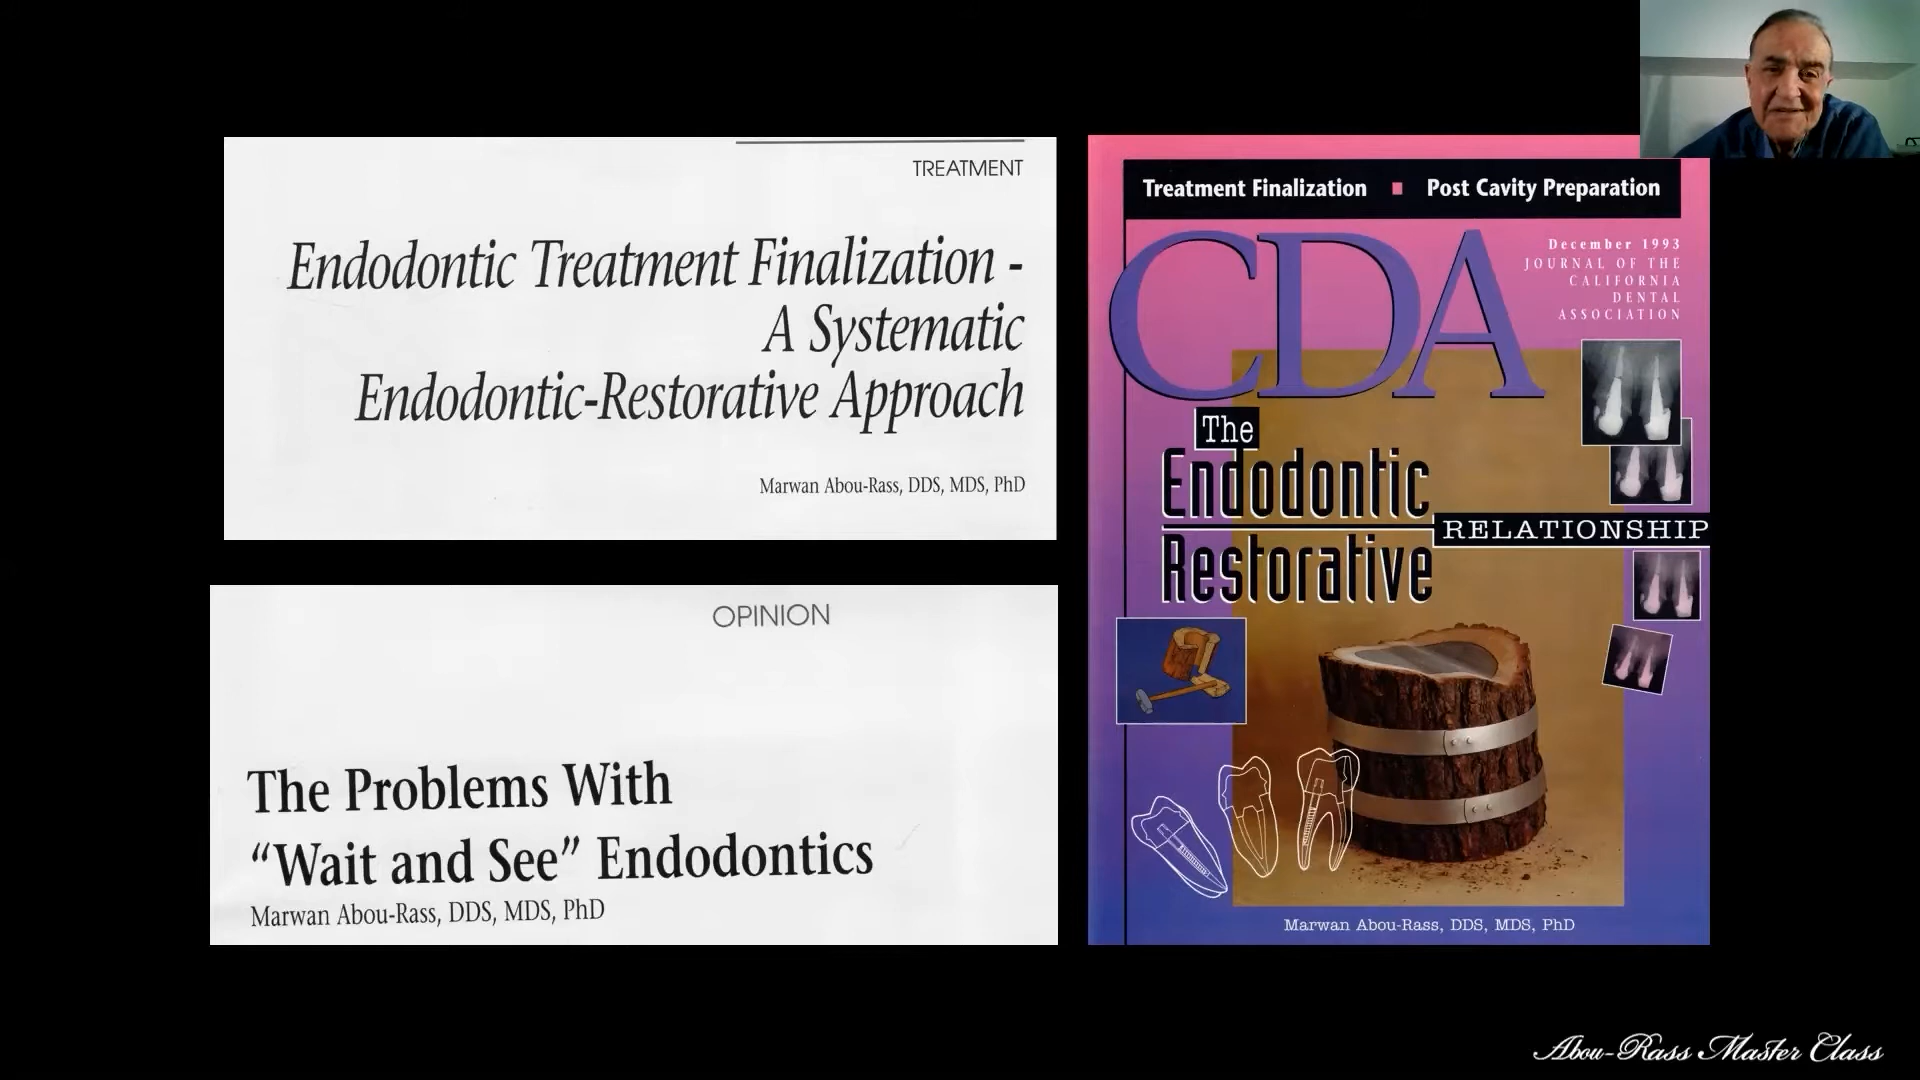 TREATMENT
Endodontic Treatment Finalization -
A Systematic
Endodontic-Restorative Approach
Marwan Abou-Rass, DDS, MDS, PhD
OPINION
The Problems With
“Wait and See” Endodontics
Marwan Abou-Rass, DDS, MDS, PhD
Treatment Finalization ■ Post Cavity Preparation
CDA
December 1993
JOURNAL OF THE
CALIFORNIA
DENTAL
ASSOCIATION
The
Endodontic
RELATIONSHIP
Restorative
Marwan Abou-Rass, DDS, MDS, PhD
Abou-Rass Master Class